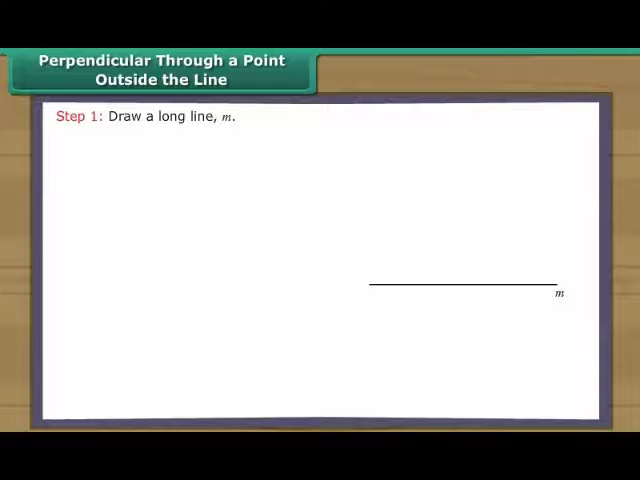 Perpendicular Through a Point
Outside the Line
Step 1: Draw a long line, m.
m